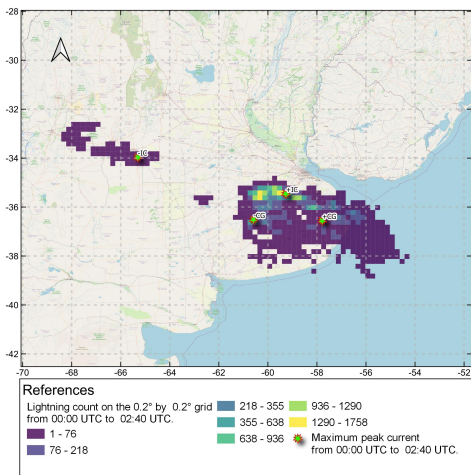 -28
-30
-32
-34
-36
-38
-40
-42
-IC
+IC
-CG
+CG
-70 -68 -66 -64 -62 -60 -58 -56 -54 -52
References
Lightning count on the 0.2° by 0.2° grid
from 00:00 UTC to 02:40 UTC.
1 - 76
76 - 218
218 - 355
355 - 638
638 - 936
936 - 1290
1290 - 1758
Maximum peak current
from 00:00 UTC to 02:40 UTC.